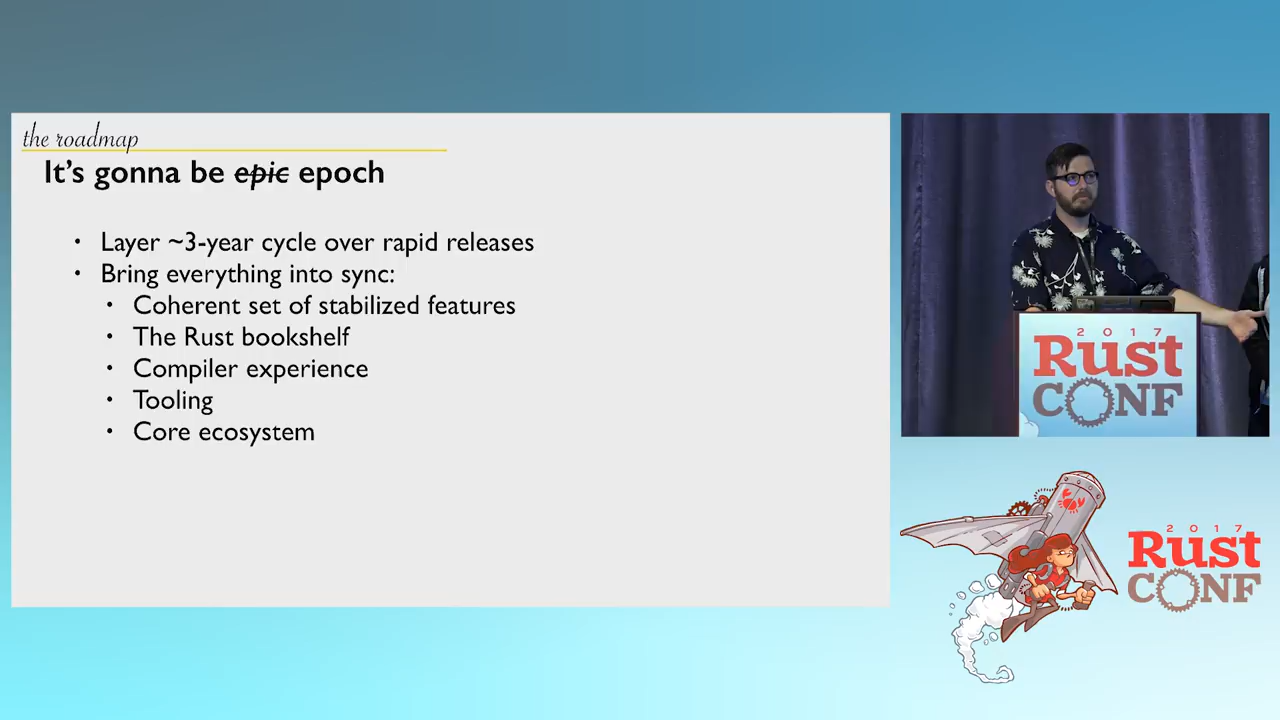 the roadmap
It's gonna be epic epoch
• Layer ~3-year cycle over rapid releases
• Bring everything into sync:
• Coherent set of stabilized features
• The Rust bookshelf
• Compiler experience
• Tooling
• Core ecosystem
2017
Rust
CONF
2017
Rust
CONF